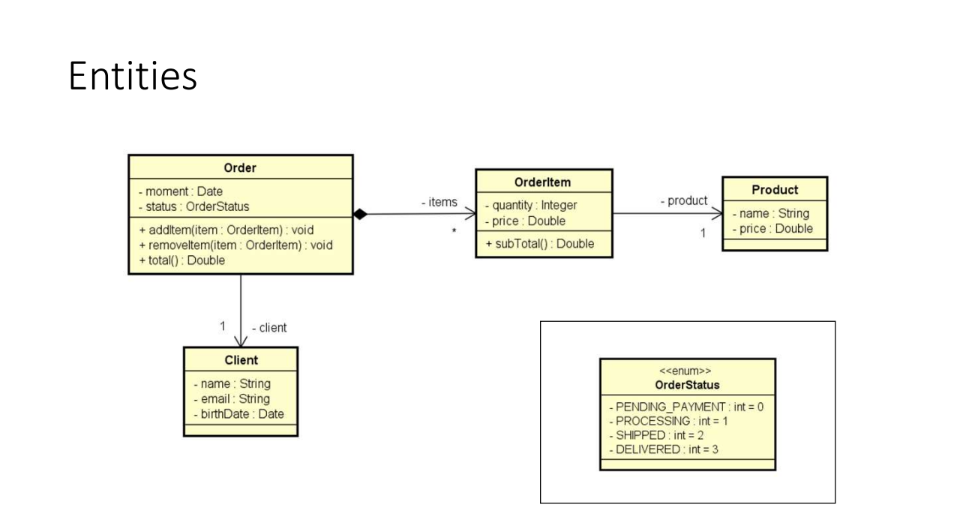 Entities
Order
- moment : Date
- status : OrderStatus
+ addItem(item : OrderItem) : void
+ removeItem(item : OrderItem) : void
+ total() : Double
- items
*
OrderItem
- quantity : Integer
- price : Double
+ subTotal() : Double
- product
1
Product
- name : String
- price : Double
1
- client
Client
- name : String
- email : String
- birthDate : Date
<<enum>>
OrderStatus
- PENDING_PAYMENT : int = 0
- PROCESSING : int = 1
- SHIPPED : int = 2
- DELIVERED : int = 3